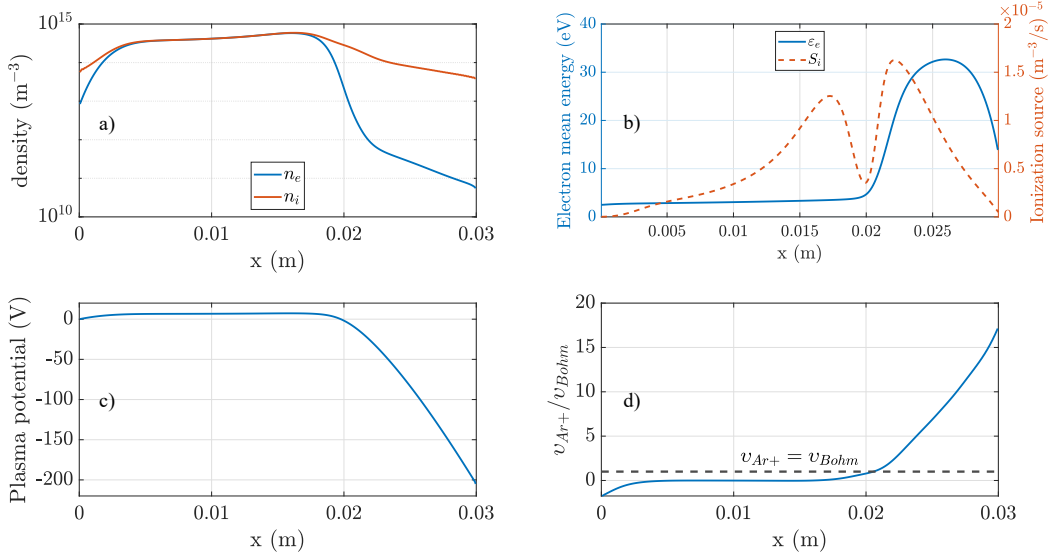 10^15
10^10
density (m^−3)
a)
n_e
n_i
0
0.01
0.02
0.03
x (m)
40
30
20
10
0
Electron mean energy (eV)
b)
ε_e
S_i
×10^-5
2
1.5
1
0.5
0
Ionization source (m^−3/s)
0.005
0.01
0.015
0.02
0.025
x (m)
0
-50
-100
-150
-200
Plasma potential (V)
c)
0
0.01
0.02
0.03
x (m)
20
15
10
5
0
v_Ar+/v_Bohm
d)
v_Ar+ = v_Bohm
0
0.01
0.02
0.03
x (m)